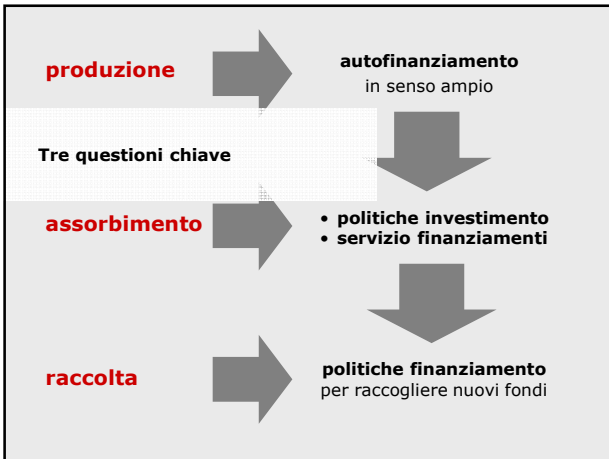 produzione
autofinanziamento
in senso ampio
Tre questioni chiave
assorbimento
• politiche investimento
• servizio finanziamenti
raccolta
politiche finanziamento
per raccogliere nuovi fondi